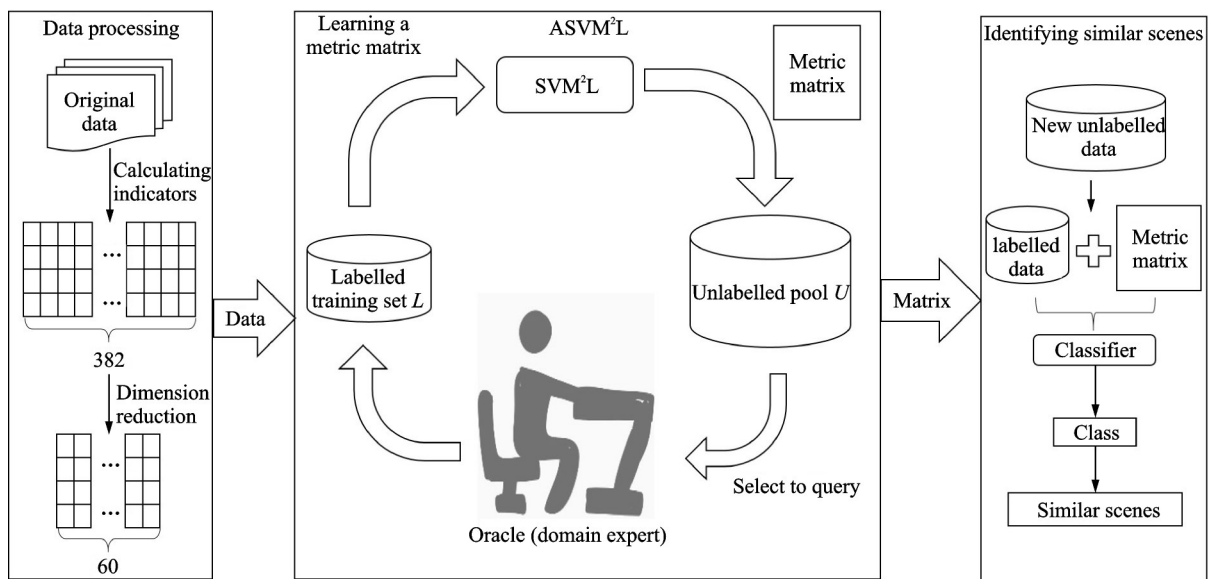 Data processing
Original
data
Calculating
indicators
...
...
382
Dimension
reduction
...
...
60
Data
Learning a
metric matrix
ASVM²L
SVM²L
Metric
matrix
Labelled
training set L
Unlabelled pool U
Select to query
Oracle (domain expert)
Matrix
Identifying similar scenes
New unlabelled
data
labelled
data
Metric
matrix
Classifier
Class
Similar scenes